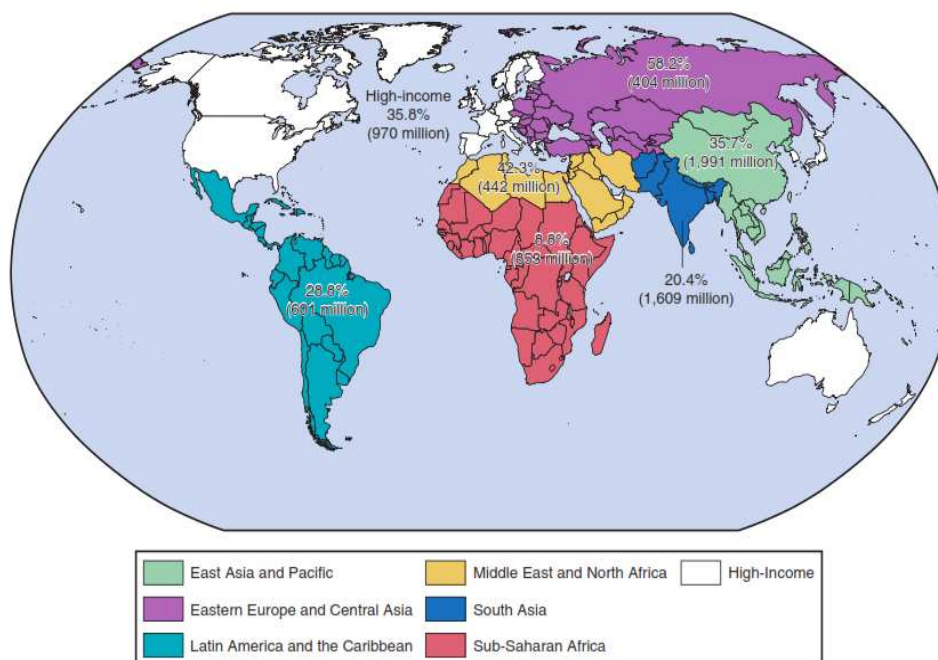 58.2%
(404 million)
High-income
35.8%
(970 million)
35.7%
(1,991 million)
42.3%
(442 million)
8.8%
(853 million)
20.4%
(1,609 million)
28.8%
(601 million)
East Asia and Pacific
Middle East and North Africa
High-Income
Eastern Europe and Central Asia
South Asia
Latin America and the Caribbean
Sub-Saharan Africa